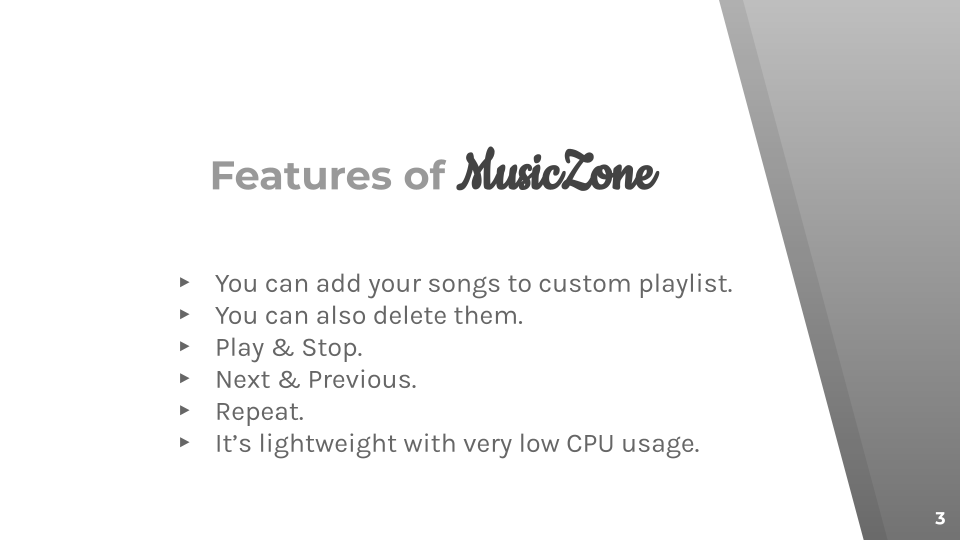 Features of MusicZone
▸ You can add your songs to custom playlist.
▸ You can also delete them.
▸ Play & Stop.
▸ Next & Previous.
▸ Repeat.
▸ It’s lightweight with very low CPU usage.
3